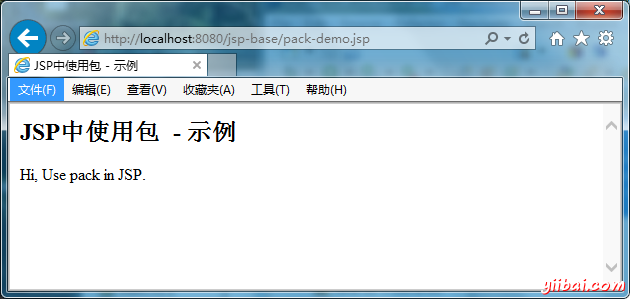 http://localhost:8080/jsp-base/pack-demo.jsp
JSP中使用包 - 示例
文件(F) 编辑(E) 查看(V) 收藏夹(A) 工具(T) 帮助(H)
JSP中使用包 - 示例
Hi, Use pack in JSP.
yiibai.com